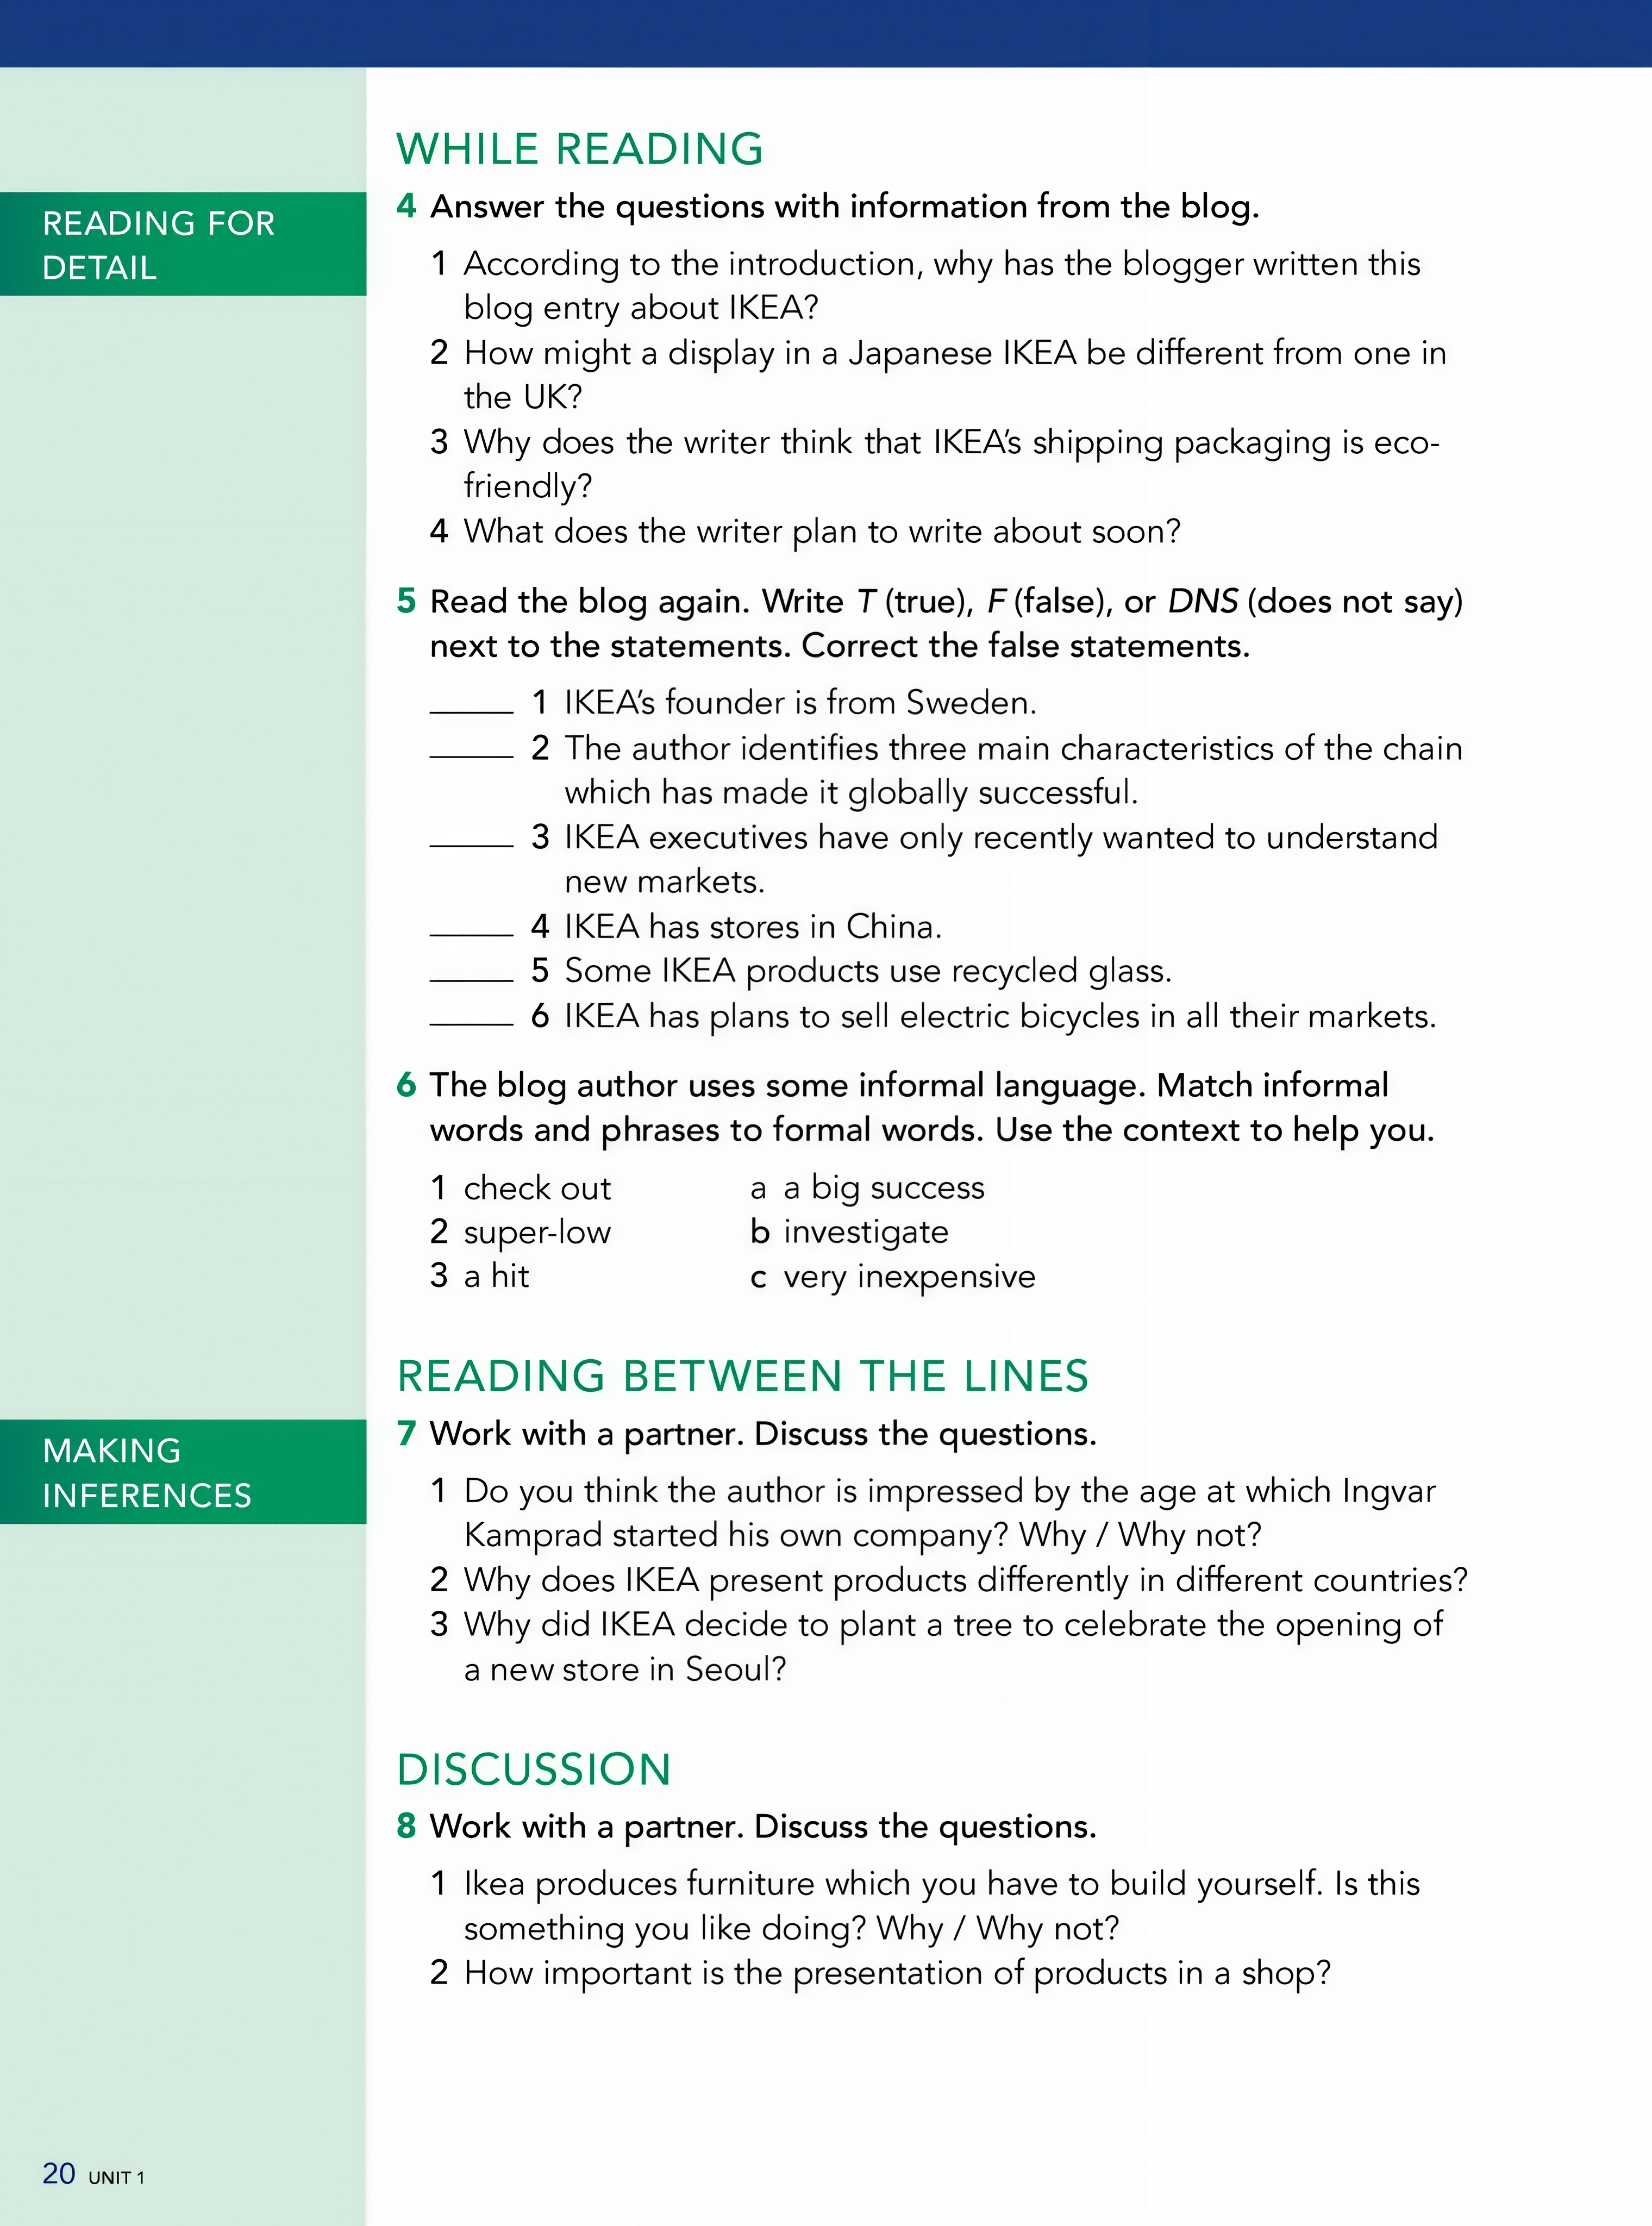 WHILE READING
READING FOR
DETAIL
4 Answer the questions with information from the blog.
1 According to the introduction, why has the blogger written this
blog entry about IKEA?
2 How might a display in a Japanese IKEA be different from one in
the UK?
3 Why does the writer think that IKEA's shipping packaging is eco-
friendly?
4 What does the writer plan to write about soon?
5 Read the blog again. Write T (true), F (false), or DNS (does not say)
next to the statements. Correct the false statements.
______ 1 IKEA's founder is from Sweden.
______ 2 The author identifies three main characteristics of the chain
which has made it globally successful.
______ 3 IKEA executives have only recently wanted to understand
new markets.
______ 4 IKEA has stores in China.
______ 5 Some IKEA products use recycled glass.
______ 6 IKEA has plans to sell electric bicycles in all their markets.
6 The blog author uses some informal language. Match informal
words and phrases to formal words. Use the context to help you.
1 check out a a big success
2 super-low b investigate
3 a hit c very inexpensive
READING BETWEEN THE LINES
MAKING
INFERENCES
7 Work with a partner. Discuss the questions.
1 Do you think the author is impressed by the age at which Ingvar
Kamprad started his own company? Why / Why not?
2 Why does IKEA present products differently in different countries?
3 Why did IKEA decide to plant a tree to celebrate the opening of
a new store in Seoul?
DISCUSSION
8 Work with a partner. Discuss the questions.
1 Ikea produces furniture which you have to build yourself. Is this
something you like doing? Why / Why not?
2 How important is the presentation of products in a shop?
20 UNIT 1